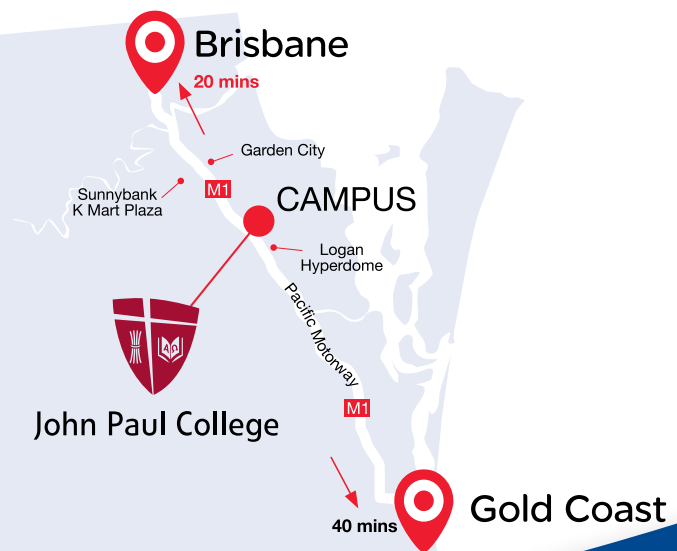 Brisbane
20 mins
Garden City
Sunnybank
K Mart Plaza
M1
CAMPUS
Logan
Hyperdome
Pacific Motorway
ΑΩ
John Paul College
M1
Gold Coast
40 mins